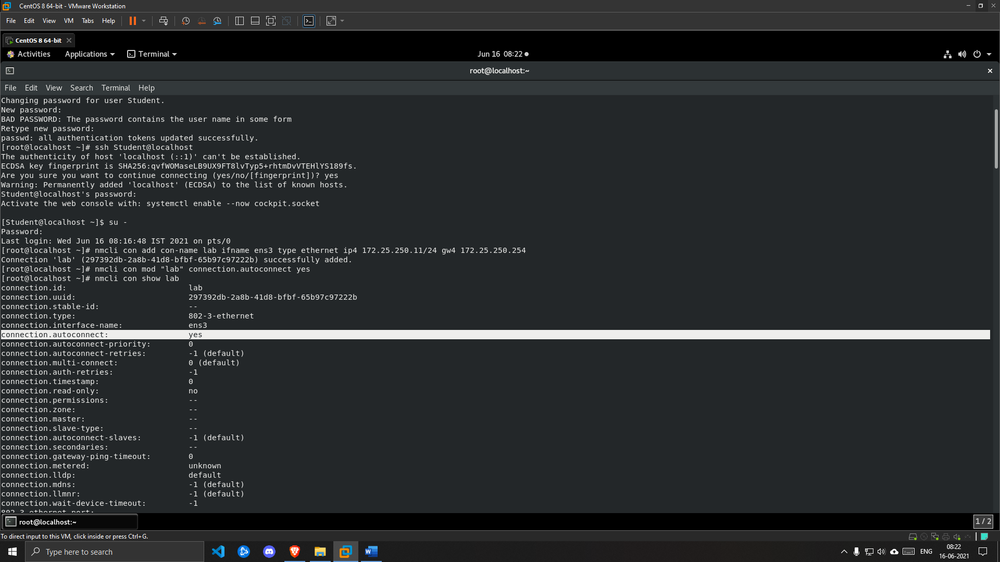 CentOS 8 64-bit - VMware Workstation
File Edit View VM Tabs Help
CentOS 8 64-bit
Activities Applications Terminal Jun 16 08:22
root@localhost:~
File Edit View Search Terminal Help
Changing password for user Student.
New password:
BAD PASSWORD: The password contains the user name in some form
Retype new password:
passwd: all authentication tokens updated successfully.
[root@localhost ~]# ssh Student@localhost
The authenticity of host 'localhost (::1)' can't be established.
ECDSA key fingerprint is SHA256:qvfWOMaseLB9UX9FT8lvTyp5+rhtmDvVTEHlYS189fs.
Are you sure you want to continue connecting (yes/no/[fingerprint])? yes
Warning: Permanently added 'localhost' (ECDSA) to the list of known hosts.
Student@localhost's password:
Activate the web console with: systemctl enable --now cockpit.socket
[Student@localhost ~]$ su -
Password:
Last login: Wed Jun 16 08:16:48 IST 2021 on pts/0
[root@localhost ~]# nmcli con add con-name lab ifname ens3 type ethernet ip4 172.25.250.11/24 gw4 172.25.250.254
Connection 'lab' (297392db-2a8b-41d8-bfbf-65b97c97222b) successfully added.
[root@localhost ~]# nmcli con mod "lab" connection.autoconnect yes
[root@localhost ~]# nmcli con show lab
connection.id: lab
connection.uuid: 297392db-2a8b-41d8-bfbf-65b97c97222b
connection.stable-id: --
connection.type: 802-3-ethernet
connection.interface-name: ens3
connection.autoconnect: yes
connection.autoconnect-priority: 0
connection.autoconnect-retries: -1 (default)
connection.multi-connect: 0 (default)
connection.auth-retries: -1
connection.timestamp: 0
connection.read-only: no
connection.permissions: --
connection.zone: --
connection.master: --
connection.slave-type: --
connection.autoconnect-slaves: -1 (default)
connection.secondaries: --
connection.gateway-ping-timeout: 0
connection.metered: unknown
connection.lldp: default
connection.mdns: -1 (default)
connection.llmnr: -1 (default)
connection.wait-device-timeout: -1
802-3-ethernet.port:
root@localhost:~ 1 / 2
To direct input to this VM, click inside or press Ctrl+G.
Type here to search
ENG
08:22
16-06-2021